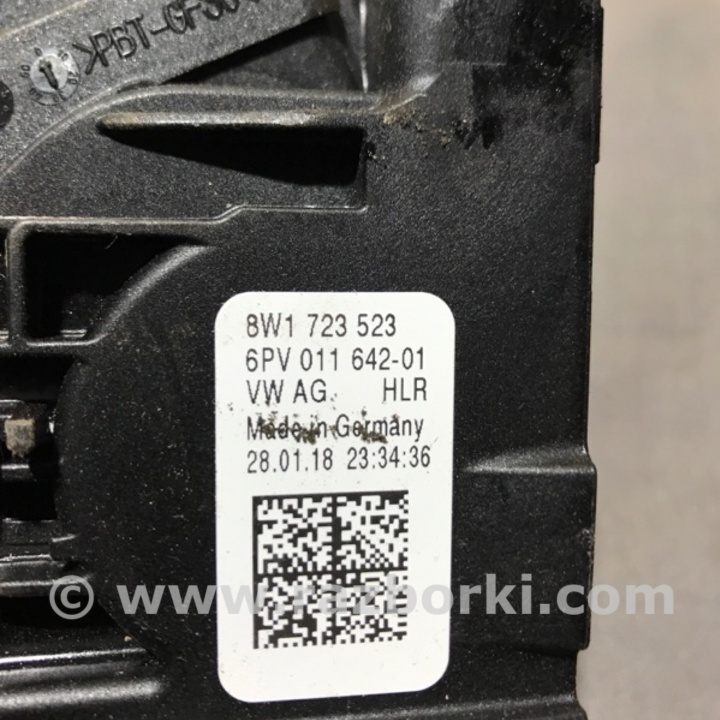 >PBT-GF30
8W1 723 523
6PV 011 642-01
VW AG HLR
Made in Germany
28.01.18 23:34:36
© www.razborki.com